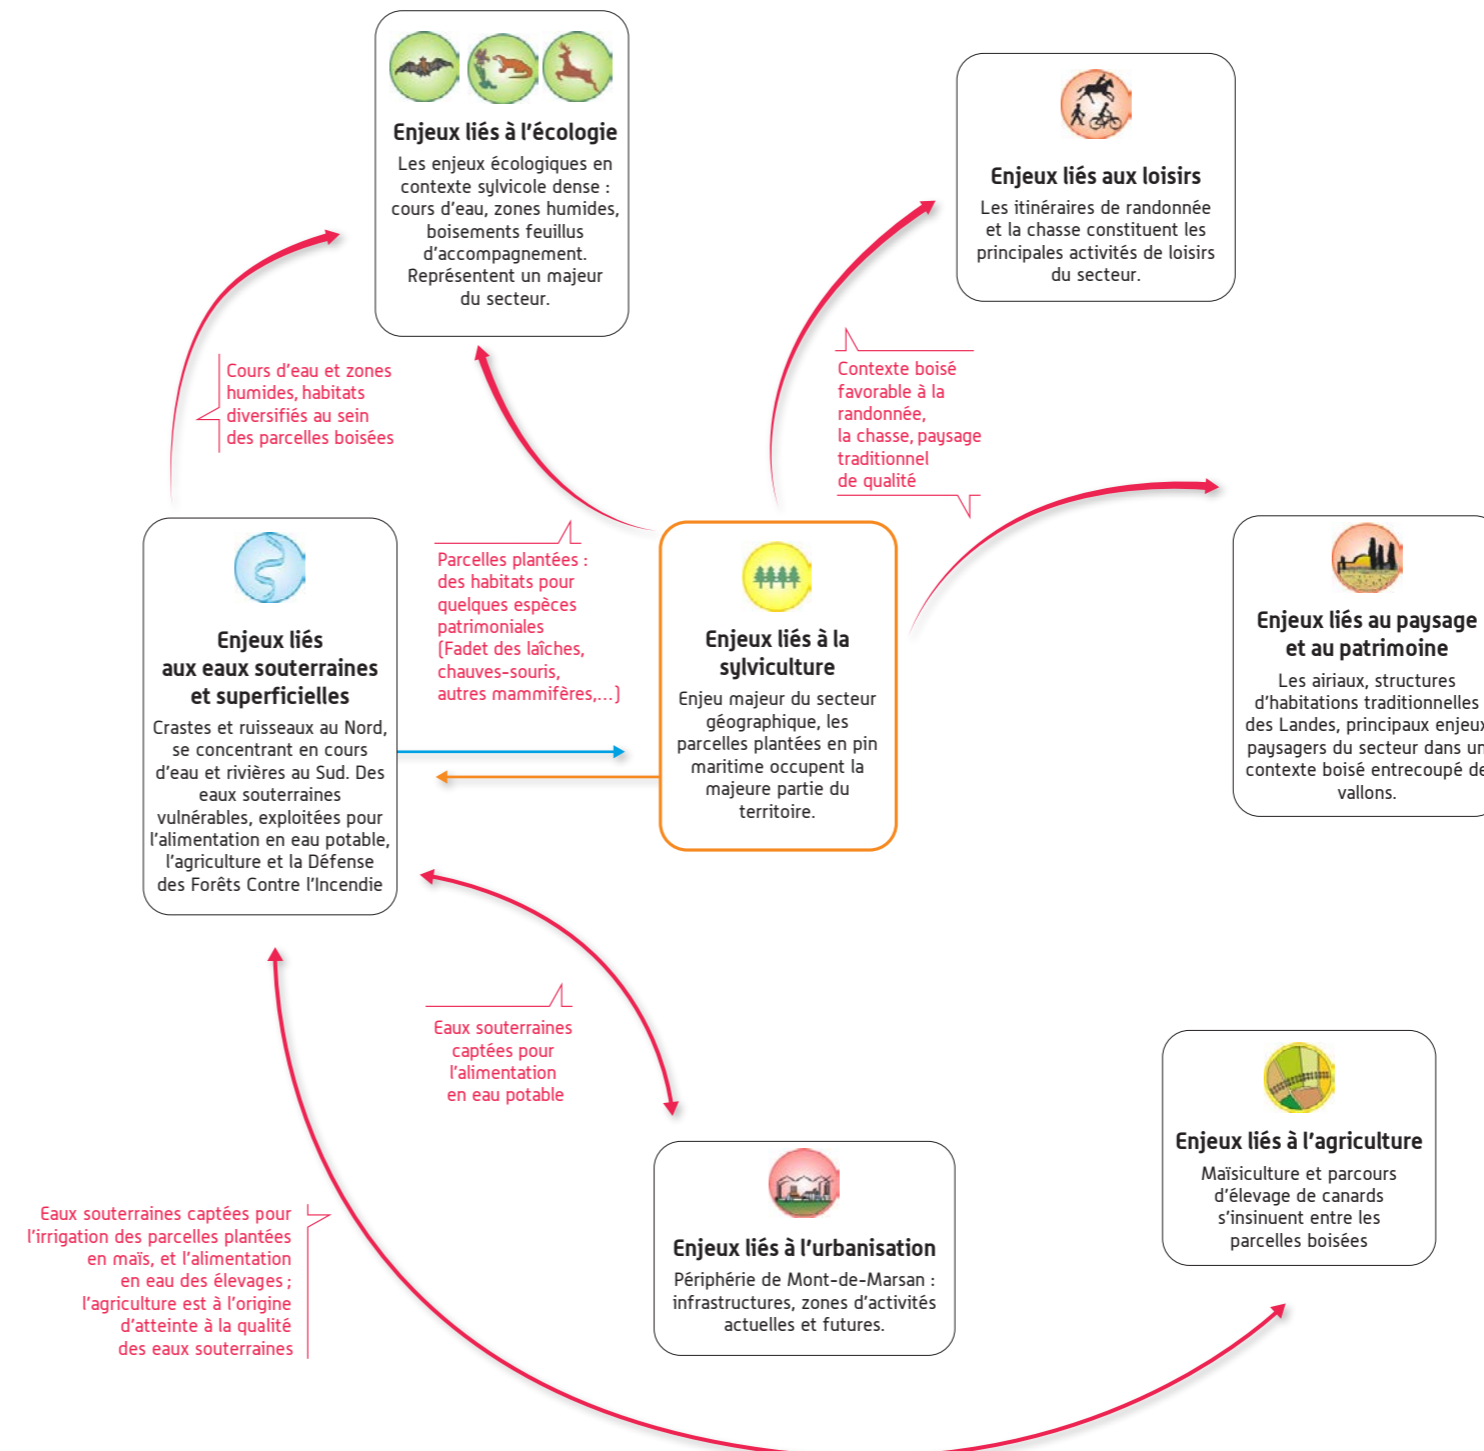 Enjeux liés à l'écologie
Les enjeux écologiques en
contexte sylvicole dense :
cours d'eau, zones humides,
boisements feuillus
d'accompagnement.
Représentent un majeur
du secteur.
Enjeux liés aux loisirs
Les itinéraires de randonnée
et la chasse constituent les
principales activités de loisirs
du secteur.
Cours d'eau et zones
humides, habitats
diversifiés au sein
des parcelles boisées
Contexte boisé
favorable à la
randonnée,
la chasse, paysage
traditionnel
de qualité
Enjeux liés
aux eaux souterraines
et superficielles
Crastes et ruisseaux au Nord,
se concentrant en cours
d'eau et rivières au Sud. Des
eaux souterraines
vulnérables, exploitées pour
l'alimentation en eau potable,
l'agriculture et la Défense
des Forêts Contre l'Incendie
Parcelles plantées :
des habitats pour
quelques espèces
patrimoniales
(Fadet des laîches,
chauves-souris,
autres mammifères,...)
Enjeux liés à la
sylviculture
Enjeu majeur du secteur
géographique, les
parcelles plantées en pin
maritime occupent la
majeure partie du
territoire.
Enjeux liés au paysage
et au patrimoine
Les airiaux, structures
d'habitations traditionnelles
des Landes, principaux enjeux
paysagers du secteur dans un
contexte boisé entrecoupé de
vallons.
Eaux souterraines
captées pour
l'alimentation
en eau potable
Enjeux liés à l'agriculture
Maïsiculture et parcours
d'élevage de canards
s'insinuent entre les
parcelles boisées
Eaux souterraines captées pour
l'irrigation des parcelles plantées
en maïs, et l'alimentation
en eau des élevages ;
l'agriculture est à l'origine
d'atteinte à la qualité
des eaux souterraines
Enjeux liés à l'urbanisation
Périphérie de Mont-de-Marsan :
infrastructures, zones d'activités
actuelles et futures.